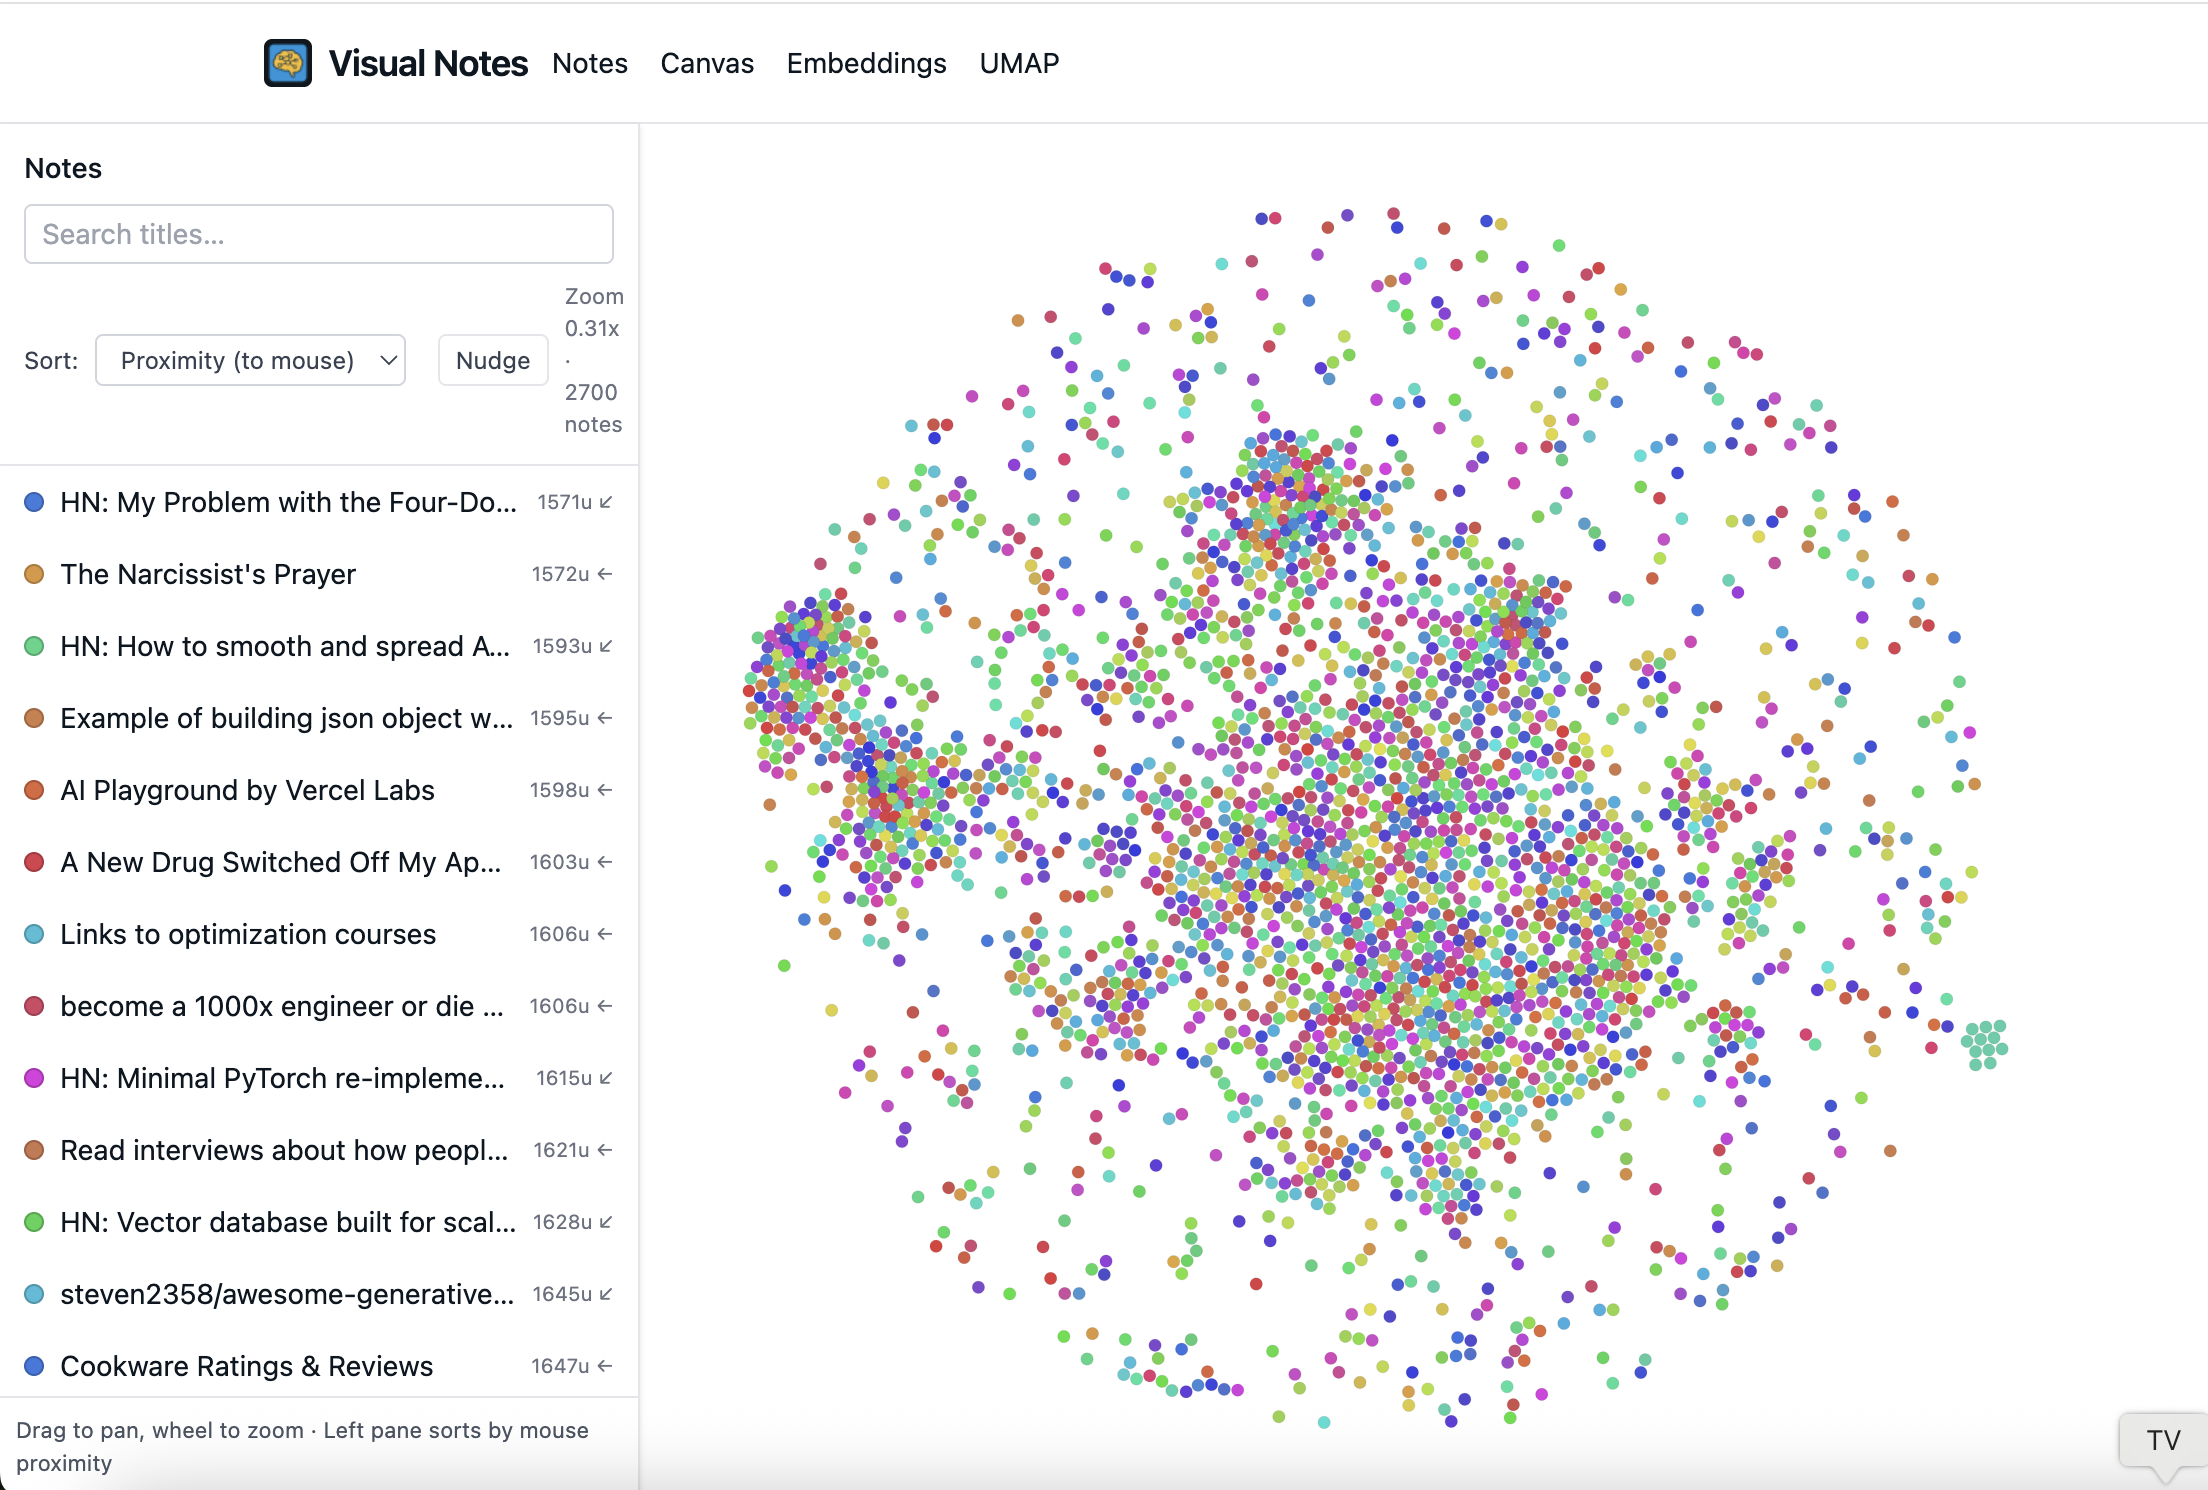 Visual Notes Notes Canvas Embeddings UMAP
Notes
Search titles...
Sort: Proximity (to mouse) Nudge
Zoom
0.31x
·
2700
notes
HN: My Problem with the Four-Do... 1571u ↙
The Narcissist's Prayer 1572u ←
HN: How to smooth and spread A... 1593u ↙
Example of building json object w... 1595u ←
AI Playground by Vercel Labs 1598u ←
A New Drug Switched Off My Ap... 1603u ←
Links to optimization courses 1606u ←
become a 1000x engineer or die ... 1606u ←
HN: Minimal PyTorch re-impleme... 1615u ↙
Read interviews about how peopl... 1621u ←
HN: Vector database built for scal... 1628u ↙
steven2358/awesome-generative... 1645u ↙
Cookware Ratings & Reviews 1647u ←
Drag to pan, wheel to zoom · Left pane sorts by mouse
proximity
TV